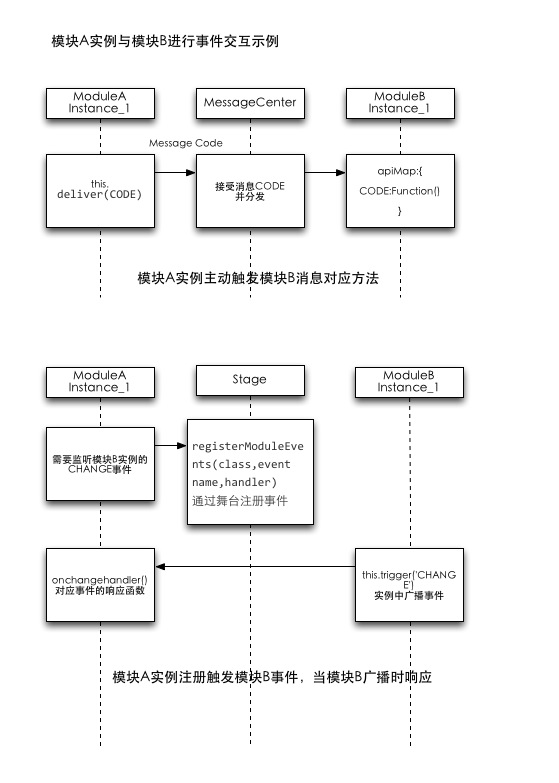 模块A实例与模块B进行事件交互示例
ModuleA
Instance_1
MessageCenter
ModuleB
Instance_1
Message Code
this.
deliver(CODE)
接受消息CODE
并分发
apiMap:{
CODE:Function()
}
模块A实例主动触发模块B消息对应方法
ModuleA
Instance_1
Stage
ModuleB
Instance_1
需要监听模块B实例的
CHANGE事件
registerModuleEve
nts(class,event
name,handler)
通过舞台注册事件
onchangehandler()
对应事件的响应函数
this.trigger('CHANG
E')
实例中广播事件
模块A实例注册触发模块B事件，当模块B广播时响应